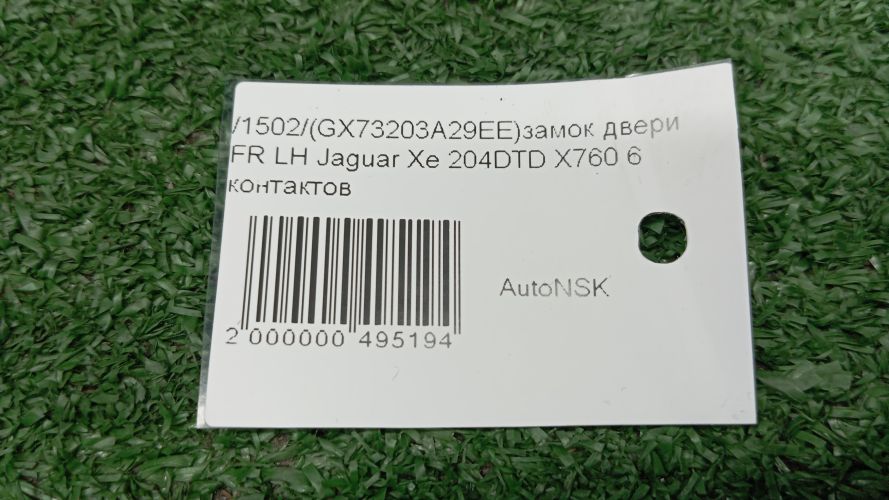 /1502/(GX73203A29EE)замок двери
FR LH Jaguar Xe 204DTD X760 6
контактов
AutoNSK
2 000000 495194